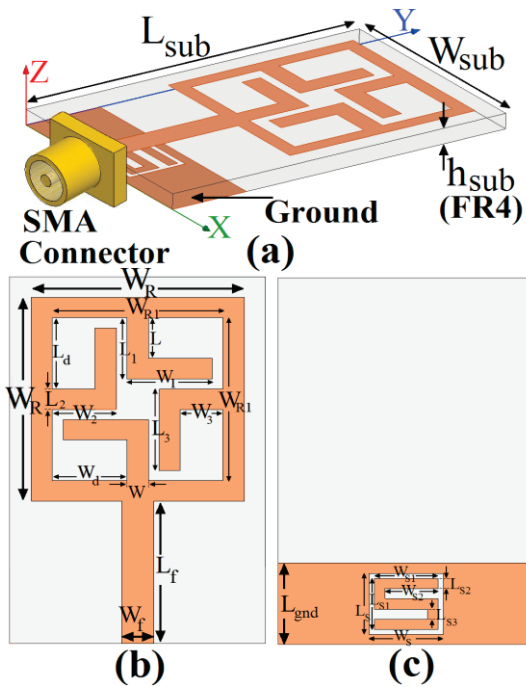 Z
L_sub
Y
W_sub
h_sub
(FR4)
Ground
SMA
Connector
X
(a)
W_R
W_R1
L_d
L_1
L
W_1
W_R
L_2
W_2
L_3
W_3
W_R1
W_d
W
L_f
W_f
(b)
W_S1
L_S2
W_S2
L_S
L_S1
L_gnd
L_S3
W_S
(c)